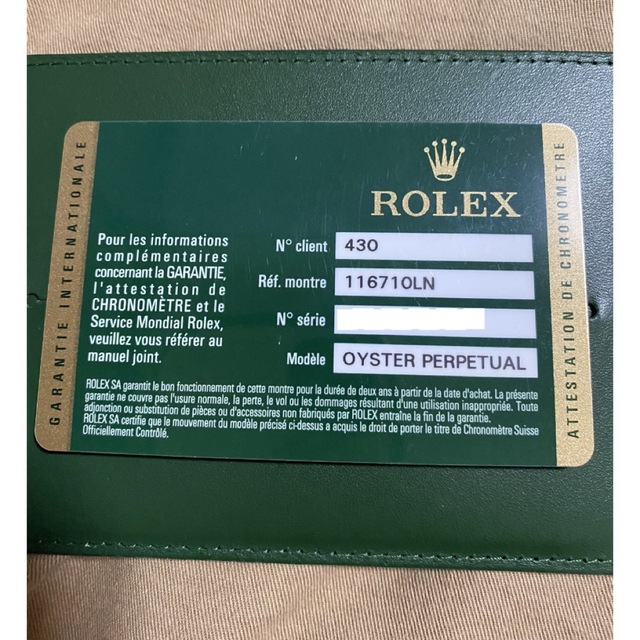 GARANTIE INTERNATIONALE
ROLEX
Pour les informations
complémentaires
concernant la GARANTIE,
l'attestation de
CHRONOMÈTRE et le
Service Mondial Rolex,
veuillez vous référer au
manuel joint.
N° client 430
Réf. montre 116710LN
N° série
Modèle OYSTER PERPETUAL
ROLEX SA garantit le bon fonctionnement de cette montre pour la durée de deux ans à partir de la date d'achat. La présente
garantie ne couvre pas l'usure normale, la perte, le vol ou les dommages résultant d'une utilisation inappropriée. Toute
adjonction ou substitution de pièces ou d'accessoires non fabriqués par ROLEX entraîne la fin de la garantie.
ROLEX SA certifie que le mouvement du modèle précisé ci-dessus a acquis le droit de porter le titre de Chronomètre Suisse
Officiellement Contrôlé.
ATTESTATION DE CHRONOMETRE